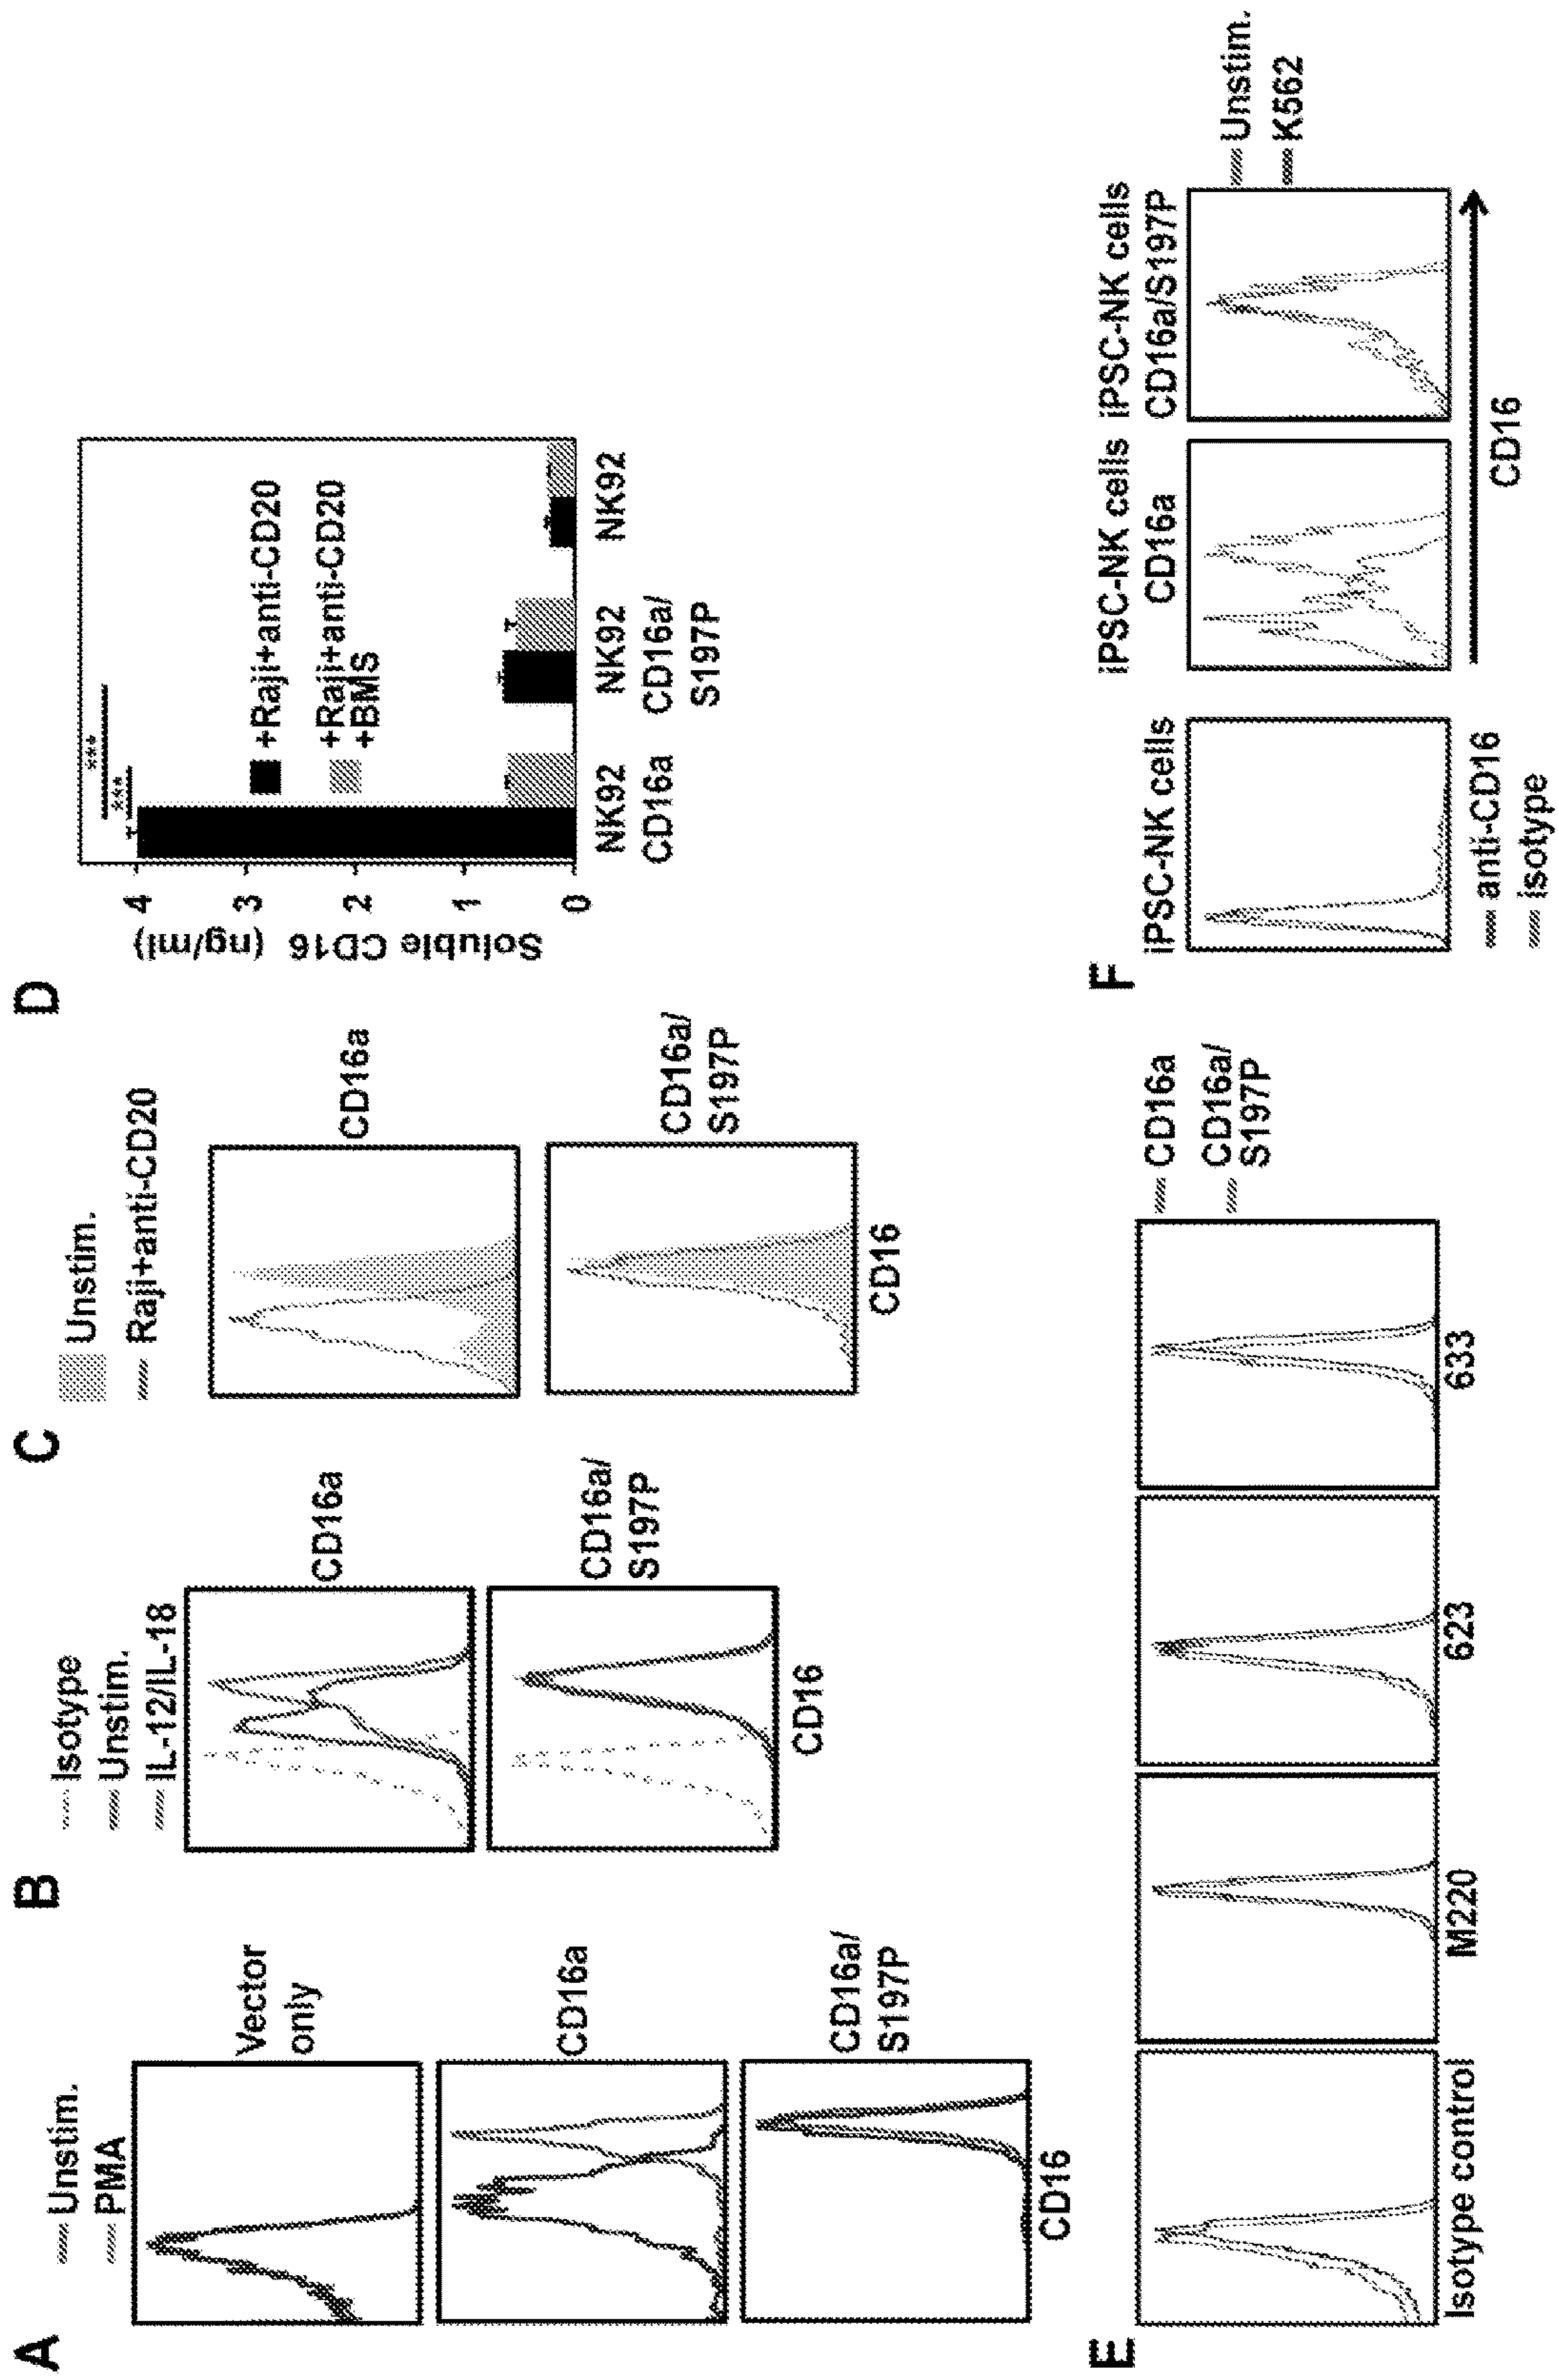 A
Unstim.
PMA
Vector
only
CD16a
CD16a/
S197P
CD16
B
Isotype
Unstim.
IL-12/IL-18
CD16a
CD16a/
S197P
CD16
C
Unstim.
Raji+anti-CD20
CD16a
CD16a/
S197P
CD16
D
Soluble CD16 (ng/ml)
4
3
2
1
0
***
***
+Raji+anti-CD20
+Raji+anti-CD20
+BMS
NK92
CD16a
NK92
CD16a/
S197P
NK92
E
Isotype control
M220
623
633
CD16a
CD16a/
S197P
F
iPSC-NK cells
anti-CD16
isotype
iPSC-NK cells
CD16a
iPSC-NK cells
CD16a/S197P
CD16
Unstim.
K562